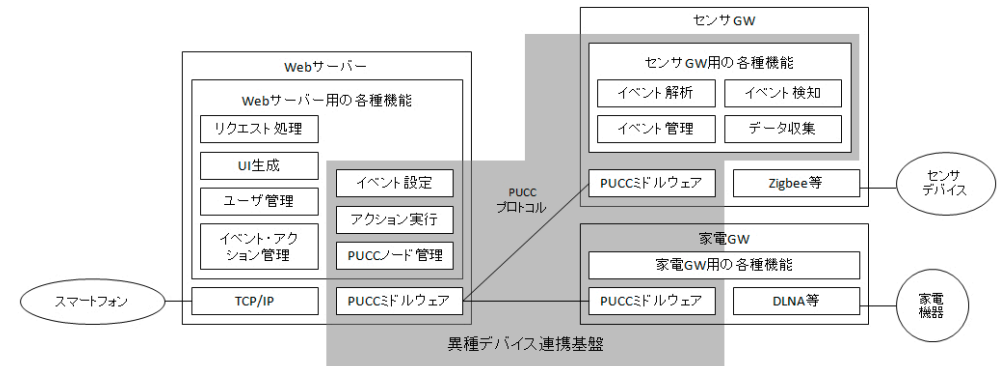 センサGW
センサGW用の各種機能
イベント解析
イベント検知
イベント管理
データ収集
PUCCミドルウェア
Zigbee等
センサ
デバイス
Webサーバー
Webサーバー用の各種機能
リクエスト処理
UI生成
ユーザ管理
イベント・アク
ション管理
イベント設定
アクション実行
PUCCノード管理
TCP/IP
PUCCミドルウェア
スマートフォン
PUCC
プロトコル
家電GW
家電GW用の各種機能
PUCCミドルウェア
DLNA等
家電
機器
異種デバイス連携基盤